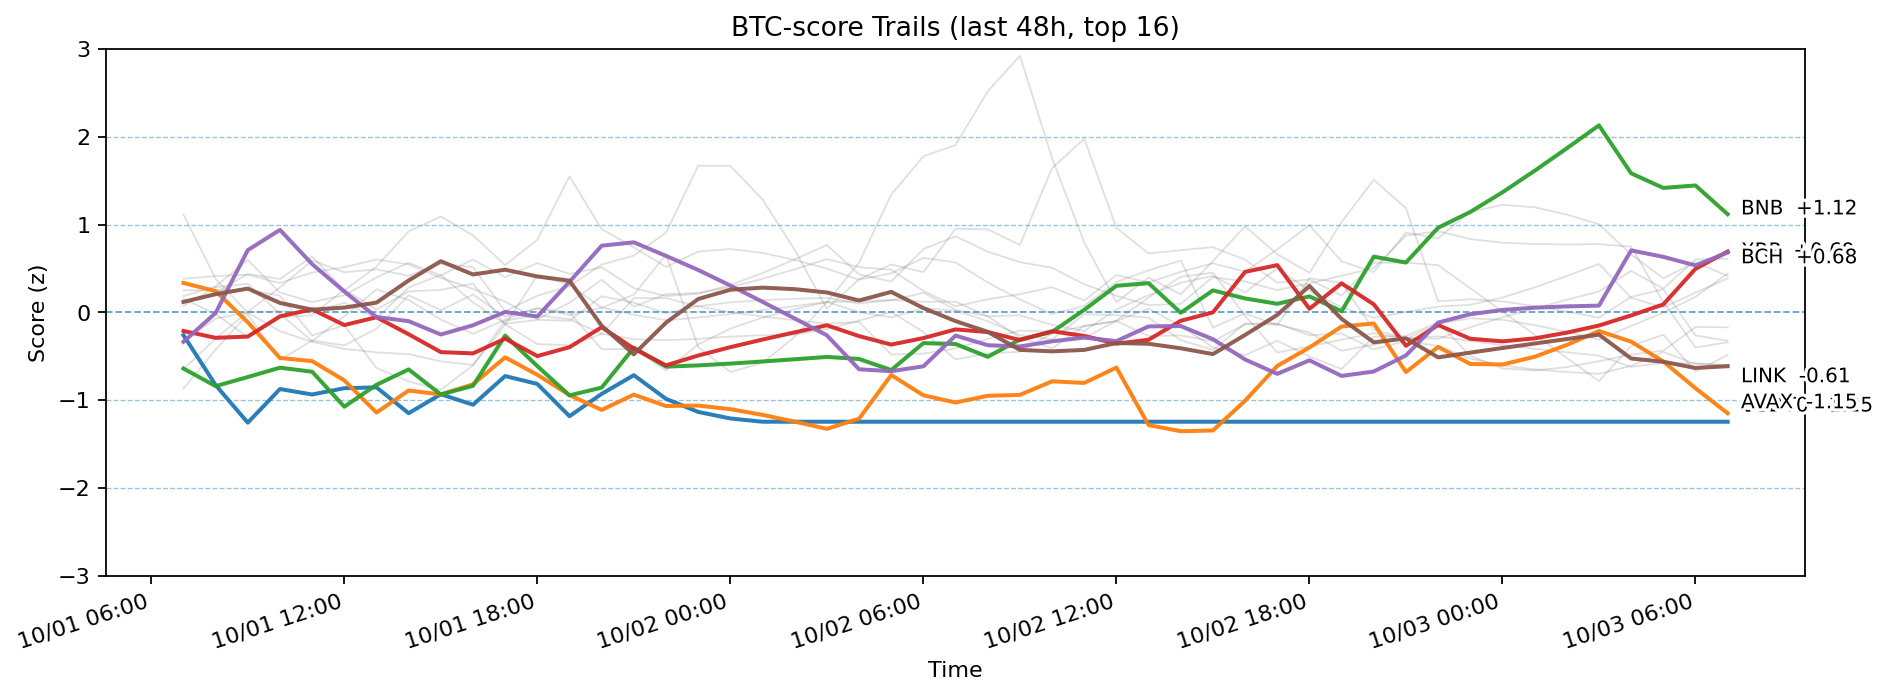 BTC-score Trails (last 48h, top 16)
3
2
1
0
−1
−2
−3
Score (z)
BNB +1.12
BCH +0.68
LINK -0.61
AVAX -1.15
10/01 06:00
10/01 12:00
10/01 18:00
10/02 00:00
10/02 06:00
10/02 12:00
10/02 18:00
10/03 00:00
10/03 06:00
Time